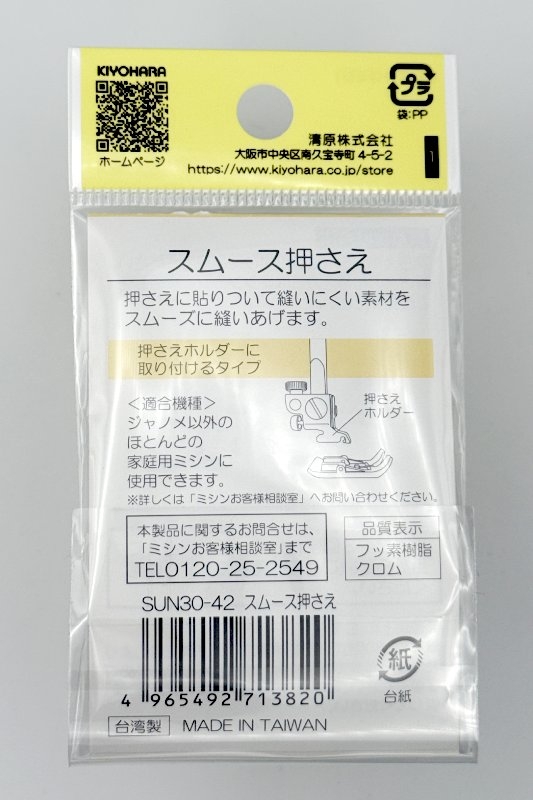 KIYOHARA
ホームページ
プラ
袋:PP
清原株式会社
大阪市中央区南久宝寺町 4-5-2
https://www.kiyohara.co.jp/store
1
スムース押さえ
押さえに貼りついて縫いにくい素材を
スムーズに縫いあげます。
押さえホルダーに
取り付けるタイプ
押さえ
ホルダー
＜適合機種＞
ジャノメ以外の
ほとんどの
家庭用ミシンに
使用できます。
※詳しくは「ミシンお客様相談室」へお問い合わせください。
本製品に関するお問合せは、
「ミシンお客様相談室」まで
TEL0120-25-2549
品質表示
フッ素樹脂
クロム
SUN30-42 スムース押さえ
4 965492 713820
紙
台紙
台湾製 MADE IN TAIWAN